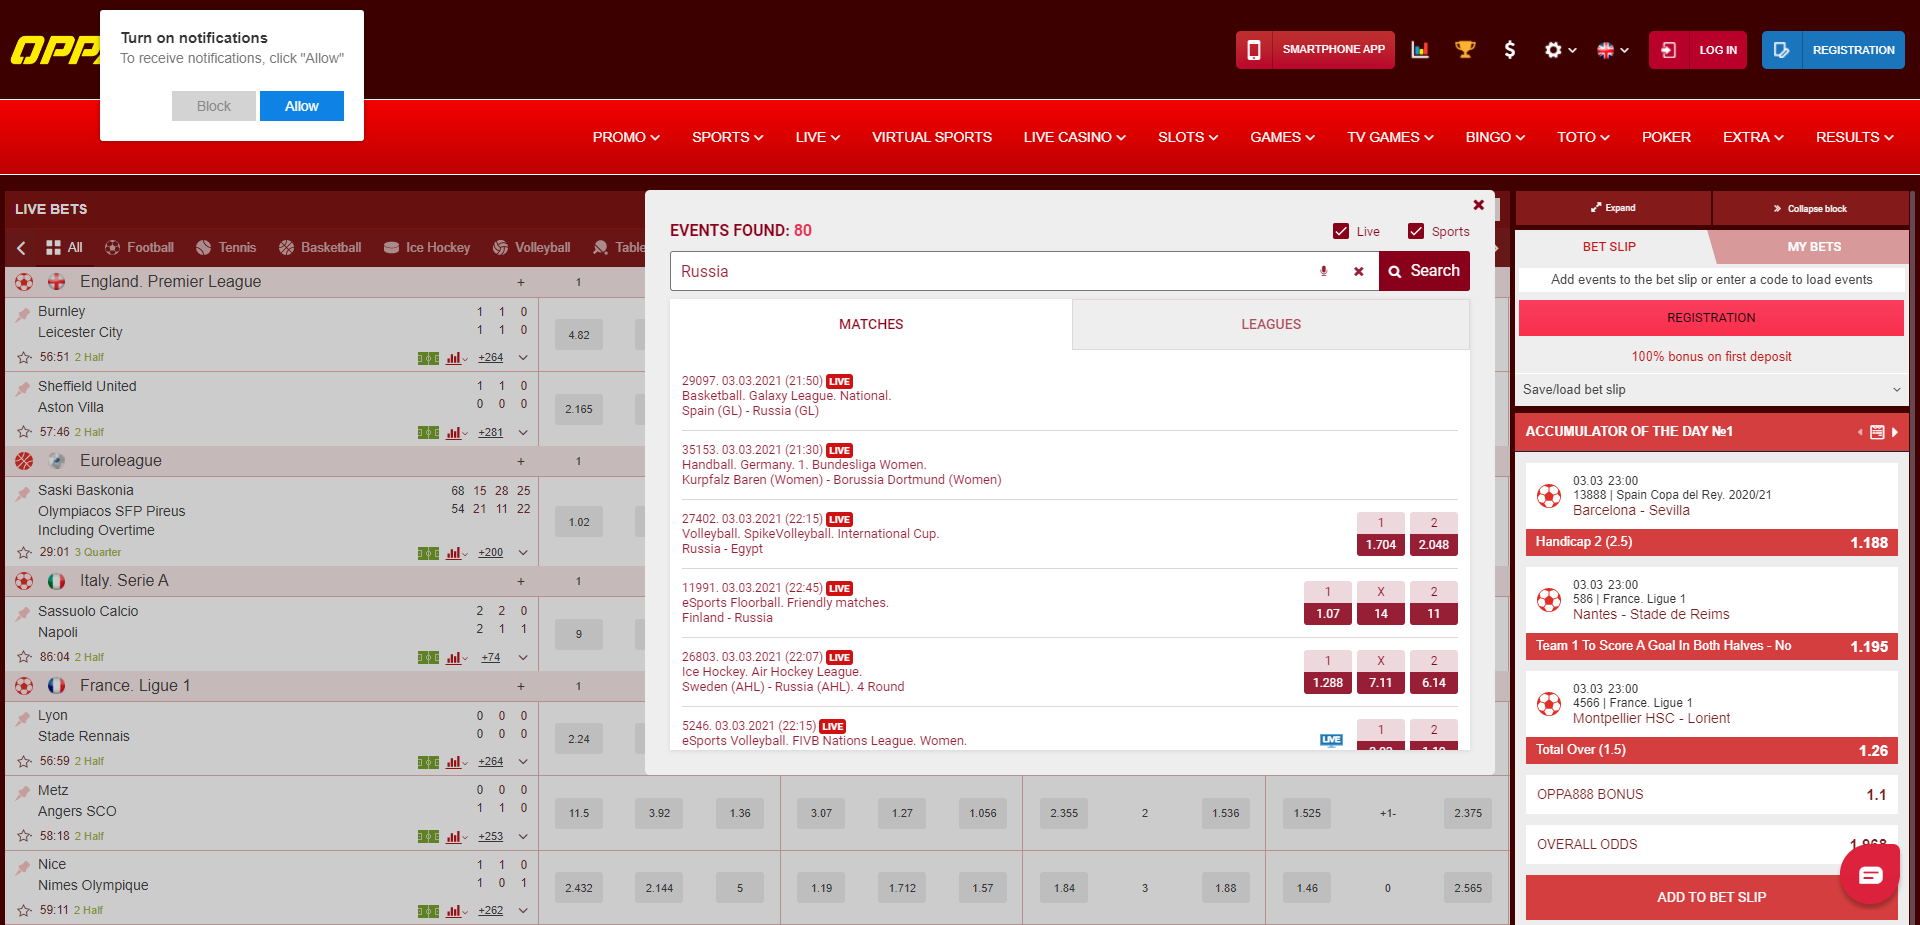 Turn on notifications
To receive notifications, click "Allow"
Block
Allow
SMARTPHONE APP
LOG IN
REGISTRATION
PROMO
SPORTS
LIVE
VIRTUAL SPORTS
LIVE CASINO
SLOTS
GAMES
TV GAMES
BINGO
TOTO
POKER
EXTRA
RESULTS
LIVE BETS
All
Football
Tennis
Basketball
Ice Hockey
Volleyball
England. Premier League + 1
Burnley 1 1 0
Leicester City 1 1 0
56:51 2 Half +264
4.82
Sheffield United 1 1 0
Aston Villa 0 0 0
57:46 2 Half +281
2.165
Euroleague + 1
Saski Baskonia 68 15 28 25
Olympiacos SFP Pireus 54 21 11 22
Including Overtime
29:01 3 Quarter +200
1.02
Italy. Serie A + 1
Sassuolo Calcio 2 2 0
Napoli 2 1 1
86:04 2 Half +74
9
France. Ligue 1 + 1
Lyon 0 0 0
Stade Rennais 0 0 0
56:59 2 Half +264
2.24
Metz 0 0 0
Angers SCO 1 1 0
58:18 2 Half +253
11.5 3.92 1.36 3.07 1.27 1.056 2.355 2 1.536 1.525 +1- 2.375
Nice 1 1 0
Nimes Olympique 1 0 1
59:11 2 Half +262
2.432 2.144 5 1.19 1.712 1.57 1.84 3 1.88 1.46 0 2.565
EVENTS FOUND: 80
Live
Sports
Russia
Search
MATCHES
LEAGUES
29097. 03.03.2021 (21:50) LIVE
Basketball. Galaxy League. National.
Spain (GL) - Russia (GL)
35153. 03.03.2021 (21:30) LIVE
Handball. Germany. 1. Bundesliga Women.
Kurpfalz Baren (Women) - Borussia Dortmund (Women)
27402. 03.03.2021 (22:15) LIVE
Volleyball. SpikeVolleyball. International Cup.
Russia - Egypt
1 2
1.704 2.048
11991. 03.03.2021 (22:45) LIVE
eSports Floorball. Friendly matches.
Finland - Russia
1 X 2
1.07 14 11
26803. 03.03.2021 (22:07) LIVE
Ice Hockey. Air Hockey League.
Sweden (AHL) - Russia (AHL). 4 Round
1 X 2
1.288 7.11 6.14
5246. 03.03.2021 (22:15) LIVE
eSports Volleyball. FIVB Nations League. Women.
LIVE
1 2
Expand
Collapse block
BET SLIP
MY BETS
Add events to the bet slip or enter a code to load events
REGISTRATION
100% bonus on first deposit
Save/load bet slip
ACCUMULATOR OF THE DAY №1
03.03 23:00
13888 | Spain Copa del Rey. 2020/21
Barcelona - Sevilla
Handicap 2 (2.5) 1.188
03.03 23:00
586 | France. Ligue 1
Nantes - Stade de Reims
Team 1 To Score A Goal In Both Halves - No 1.195
03.03 23:00
4566 | France. Ligue 1
Montpellier HSC - Lorient
Total Over (1.5) 1.26
OPPA888 BONUS 1.1
OVERALL ODDS
ADD TO BET SLIP